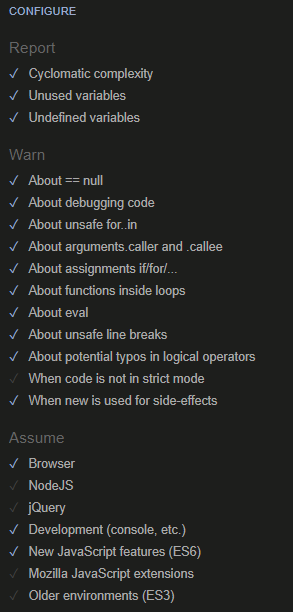 CONFIGURE
Report
Cyclomatic complexity
Unused variables
Undefined variables
Warn
About == null
About debugging code
About unsafe for..in
About arguments.caller and .callee
About assignments if/for/...
About functions inside loops
About eval
About unsafe line breaks
About potential typos in logical operators
When code is not in strict mode
When new is used for side-effects
Assume
Browser
NodeJS
jQuery
Development (console, etc.)
New JavaScript features (ES6)
Mozilla JavaScript extensions
Older environments (ES3)